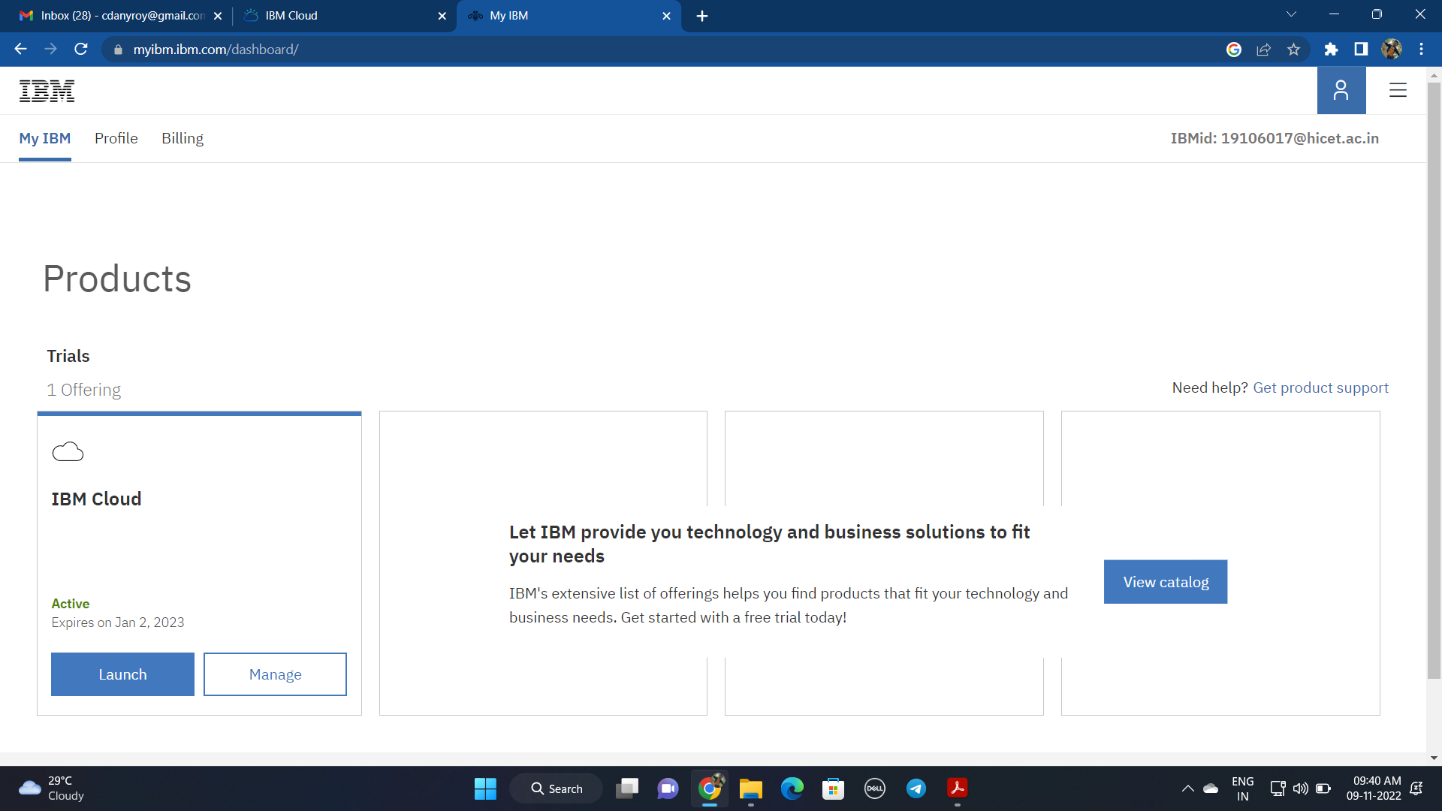 Inbox (28) - cdanyroy@gmail.con
IBM Cloud
My IBM
myibm.ibm.com/dashboard/
IBM
My IBM
Profile
Billing
IBMid: 19106017@hicet.ac.in
Products
Trials
1 Offering
Need help? Get product support
IBM Cloud
Active
Expires on Jan 2, 2023
Launch
Manage
Let IBM provide you technology and business solutions to fit
your needs
IBM's extensive list of offerings helps you find products that fit your technology and
business needs. Get started with a free trial today!
View catalog
29°C
Cloudy
Search
DELL
ENG
IN
09:40 AM
09-11-2022